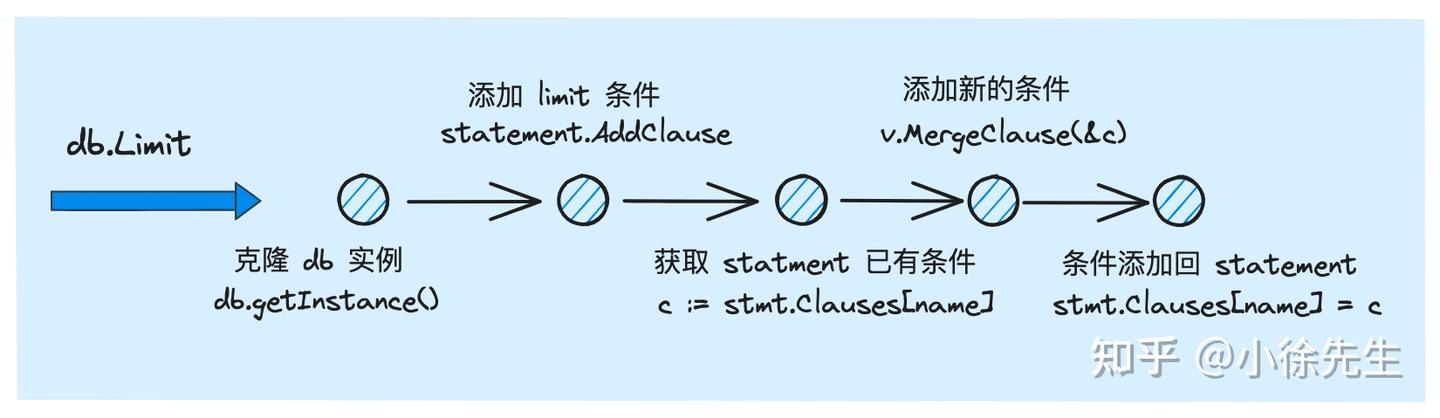 db.Limit
克隆 db 实例
db.getInstance()
添加 limit 条件
statement.AddClause
获取 statment 已有条件
c := stmt.Clauses[name]
添加新的条件
v.MergeClause(&c)
条件添加回 statement
stmt.Clauses[name] = c
知乎 @小徐先生